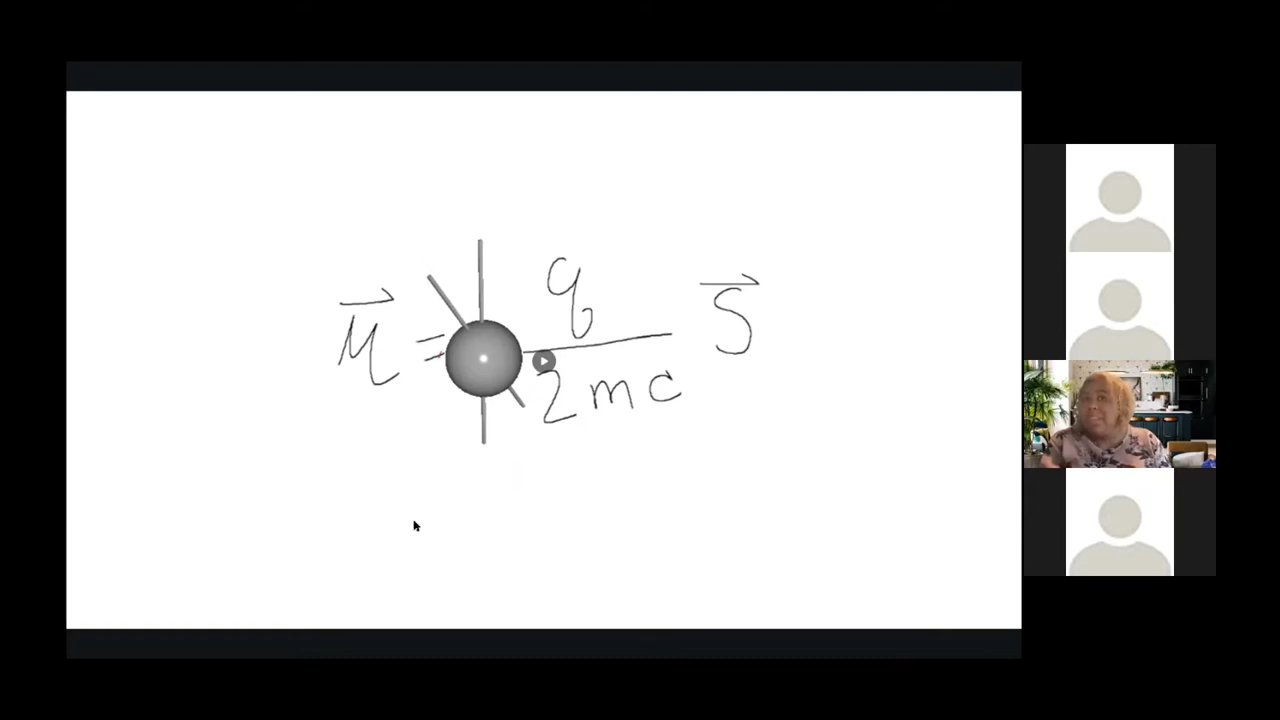 μ⃗ = q/2mc S⃗